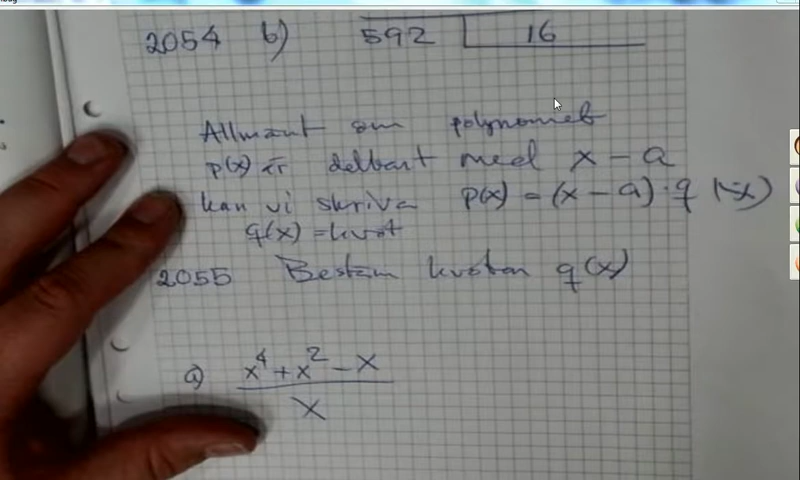 2054 b) 592 16
Allmänt om polynomet
p(x) är delbart med x - a
kan vi skriva p(x) = (x - a) · q (x)
q(x) = kvot
2055 Bestäm kvoten q(x)
a) x⁴ + x² - x
x